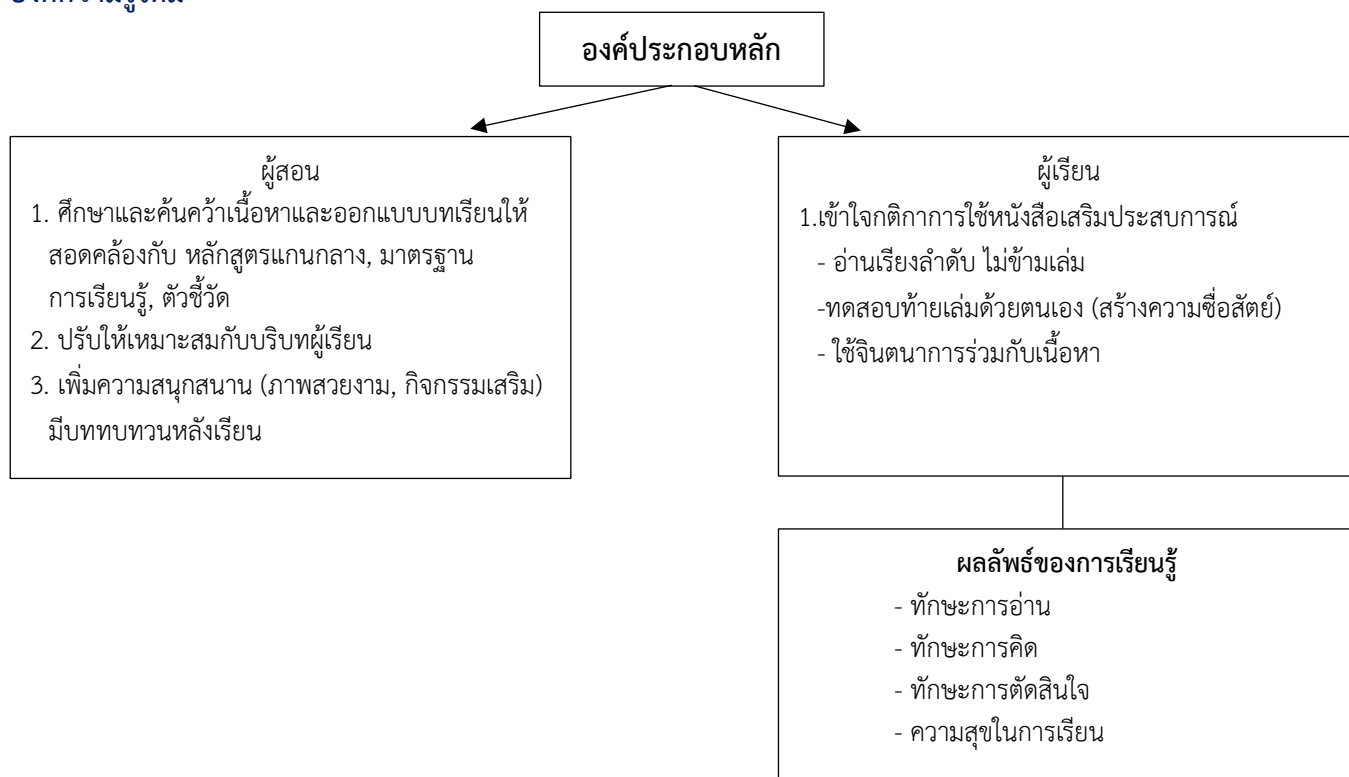 องค์ประกอบหลัก
ผู้สอน
1. ศึกษาและค้นคว้าเนื้อหาและออกแบบบทเรียนให้
สอดคล้องกับ หลักสูตรแกนกลาง, มาตรฐาน
การเรียนรู้, ตัวชี้วัด
2. ปรับให้เหมาะสมกับบริบทผู้เรียน
3. เพิ่มความสนุกสนาน (ภาพสวยงาม, กิจกรรมเสริม)
มีบททบทวนหลังเรียน
ผู้เรียน
1.เข้าใจกติกาการใช้หนังสือเสริมประสบการณ์
- อ่านเรียงลำดับ ไม่ข้ามเล่ม
-ทดสอบท้ายเล่มด้วยตนเอง (สร้างความซื่อสัตย์)
- ใช้จินตนาการร่วมกับเนื้อหา
ผลลัพธ์ของการเรียนรู้
- ทักษะการอ่าน
- ทักษะการคิด
- ทักษะการตัดสินใจ
- ความสุขในการเรียน